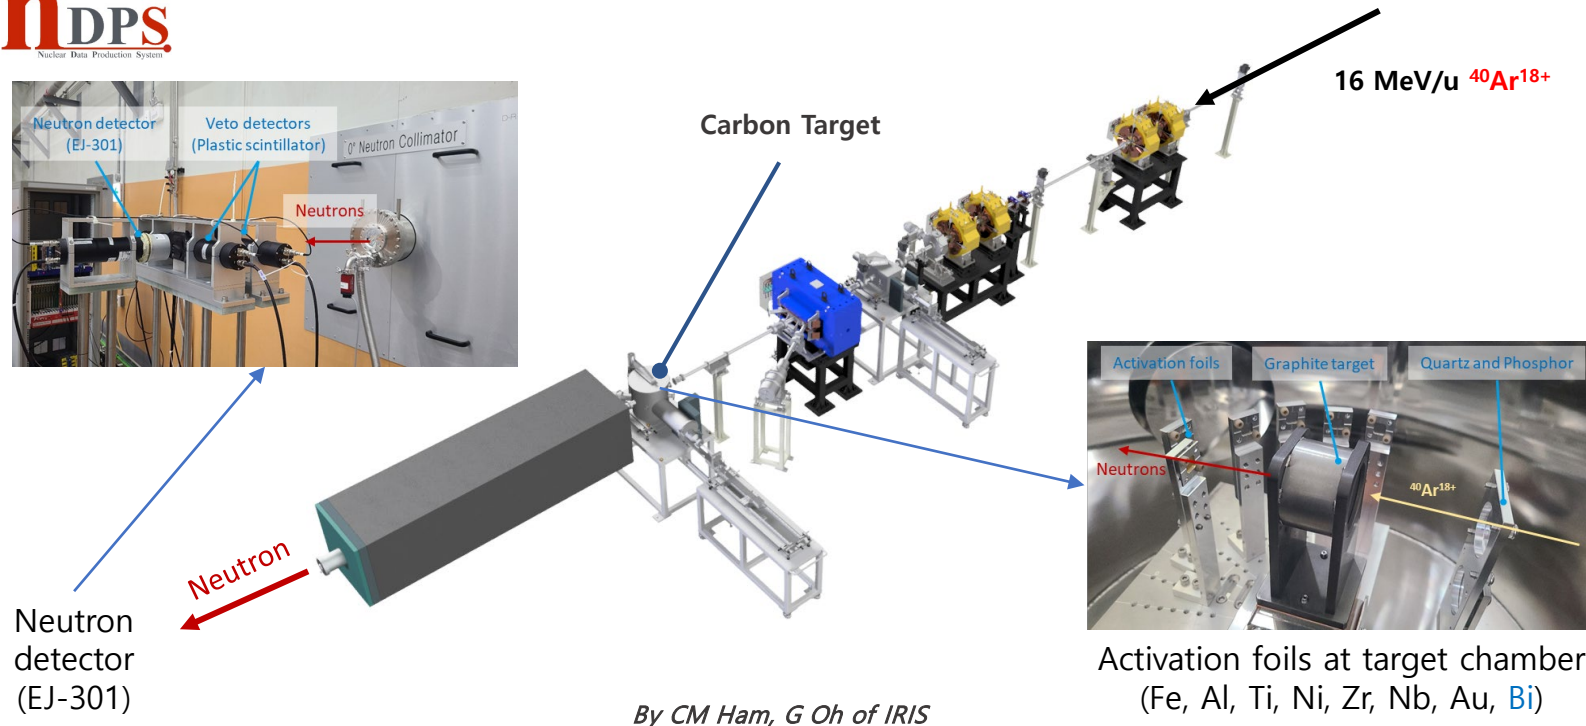 nDPS
Nuclear Data Production System
16 MeV/u ⁴⁰Ar¹⁸⁺
Carbon Target
Neutron detector
(EJ-301)
Veto detectors
(Plastic scintillator)
0° Neutron Collimator
Neutrons
Activation foils
Graphite target
Quartz and Phosphor
Neutrons
⁴⁰Ar¹⁸⁺
Neutron
Neutron
detector
(EJ-301)
Activation foils at target chamber
(Fe, Al, Ti, Ni, Zr, Nb, Au, Bi)
By CM Ham, G Oh of IRIS